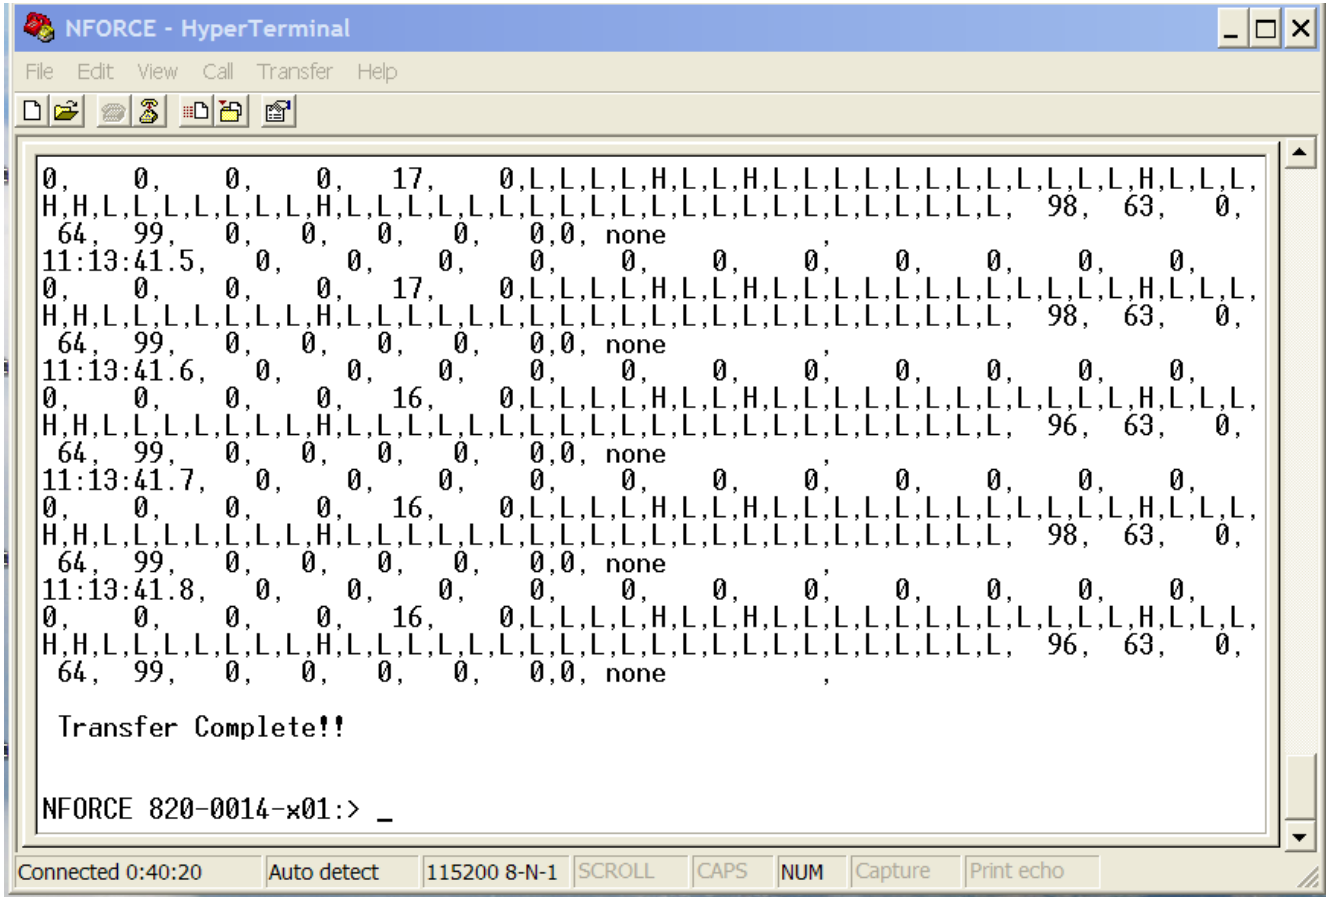 NFORCE - HyperTerminal
File Edit View Call Transfer Help
0, 0, 0, 0, 17, 0,L,L,L,L,H,L,L,H,L,L,L,L,L,L,L,L,L,L,L,L,H,L,L,L,
H,H,L,L,L,L,L,L,L,H,L,L,L,L,L,L,L,L,L,L,L,L,L,L,L,L,L,L,L,L,L,L, 98, 63, 0,
64, 99, 0, 0, 0, 0, 0,0, none ,
11:13:41.5, 0, 0, 0, 0, 0, 0, 0, 0, 0, 0, 0,
0, 0, 0, 0, 17, 0,L,L,L,L,H,L,L,H,L,L,L,L,L,L,L,L,L,L,L,L,H,L,L,L,
H,H,L,L,L,L,L,L,L,H,L,L,L,L,L,L,L,L,L,L,L,L,L,L,L,L,L,L,L,L,L,L, 98, 63, 0,
64, 99, 0, 0, 0, 0, 0,0, none ,
11:13:41.6, 0, 0, 0, 0, 0, 0, 0, 0, 0, 0, 0,
0, 0, 0, 0, 16, 0,L,L,L,L,H,L,L,H,L,L,L,L,L,L,L,L,L,L,L,L,H,L,L,L,
H,H,L,L,L,L,L,L,L,H,L,L,L,L,L,L,L,L,L,L,L,L,L,L,L,L,L,L,L,L,L,L, 96, 63, 0,
64, 99, 0, 0, 0, 0, 0,0, none ,
11:13:41.7, 0, 0, 0, 0, 0, 0, 0, 0, 0, 0, 0,
0, 0, 0, 0, 16, 0,L,L,L,L,H,L,L,H,L,L,L,L,L,L,L,L,L,L,L,L,H,L,L,L,
H,H,L,L,L,L,L,L,L,H,L,L,L,L,L,L,L,L,L,L,L,L,L,L,L,L,L,L,L,L,L,L, 98, 63, 0,
64, 99, 0, 0, 0, 0, 0,0, none ,
11:13:41.8, 0, 0, 0, 0, 0, 0, 0, 0, 0, 0, 0,
0, 0, 0, 0, 16, 0,L,L,L,L,H,L,L,H,L,L,L,L,L,L,L,L,L,L,L,L,H,L,L,L,
H,H,L,L,L,L,L,L,L,H,L,L,L,L,L,L,L,L,L,L,L,L,L,L,L,L,L,L,L,L,L,L, 96, 63, 0,
64, 99, 0, 0, 0, 0, 0,0, none ,
Transfer Complete!!
NFORCE 820-0014-x01:> _
Connected 0:40:20 Auto detect 115200 8-N-1 SCROLL CAPS NUM Capture Print echo